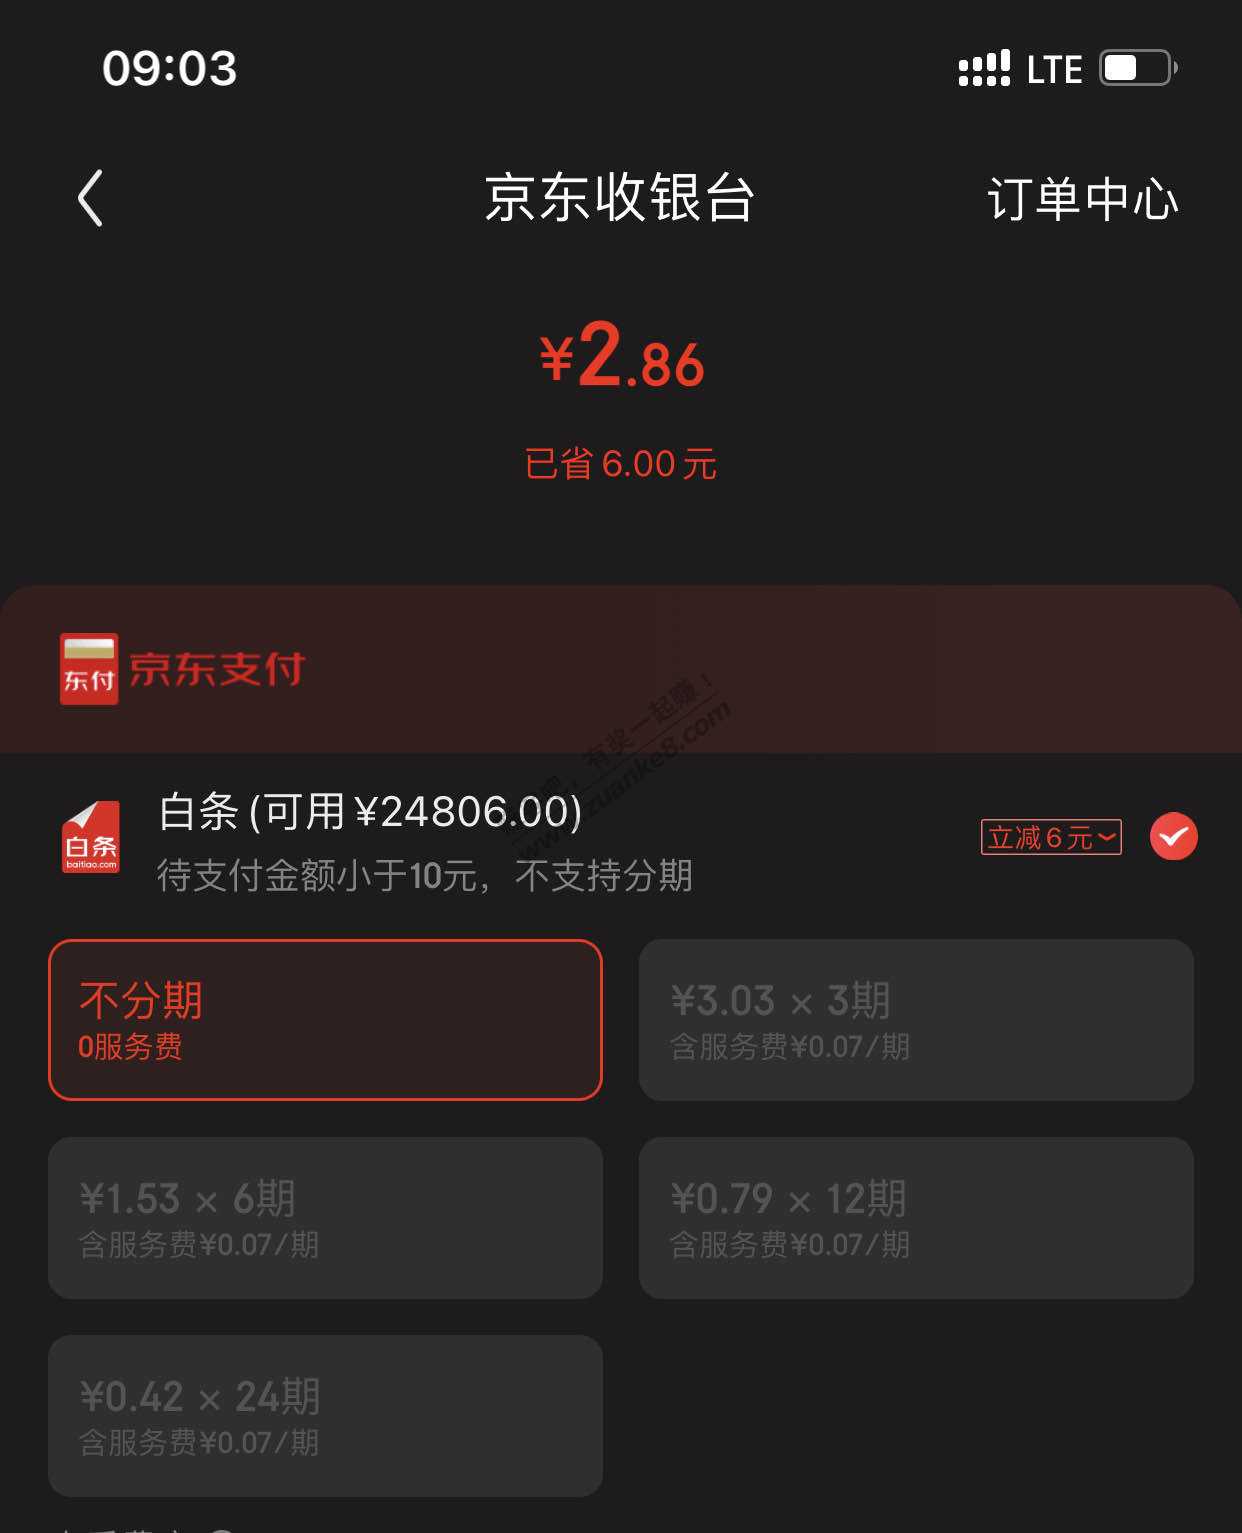 09:03 LTE
京东收银台 订单中心
¥2.86
已省 6.00 元
东付 京东支付
有奖一起赚!
www.zuanke8.com
白条 (可用 ¥24806.00)
白条
baitiao.com
立减 6 元
待支付金额小于10元，不支持分期
不分期
0服务费
¥3.03 × 3期
含服务费¥0.07/期
¥1.53 × 6期
含服务费¥0.07/期
¥0.79 × 12期
含服务费¥0.07/期
¥0.42 × 24期
含服务费¥0.07/期